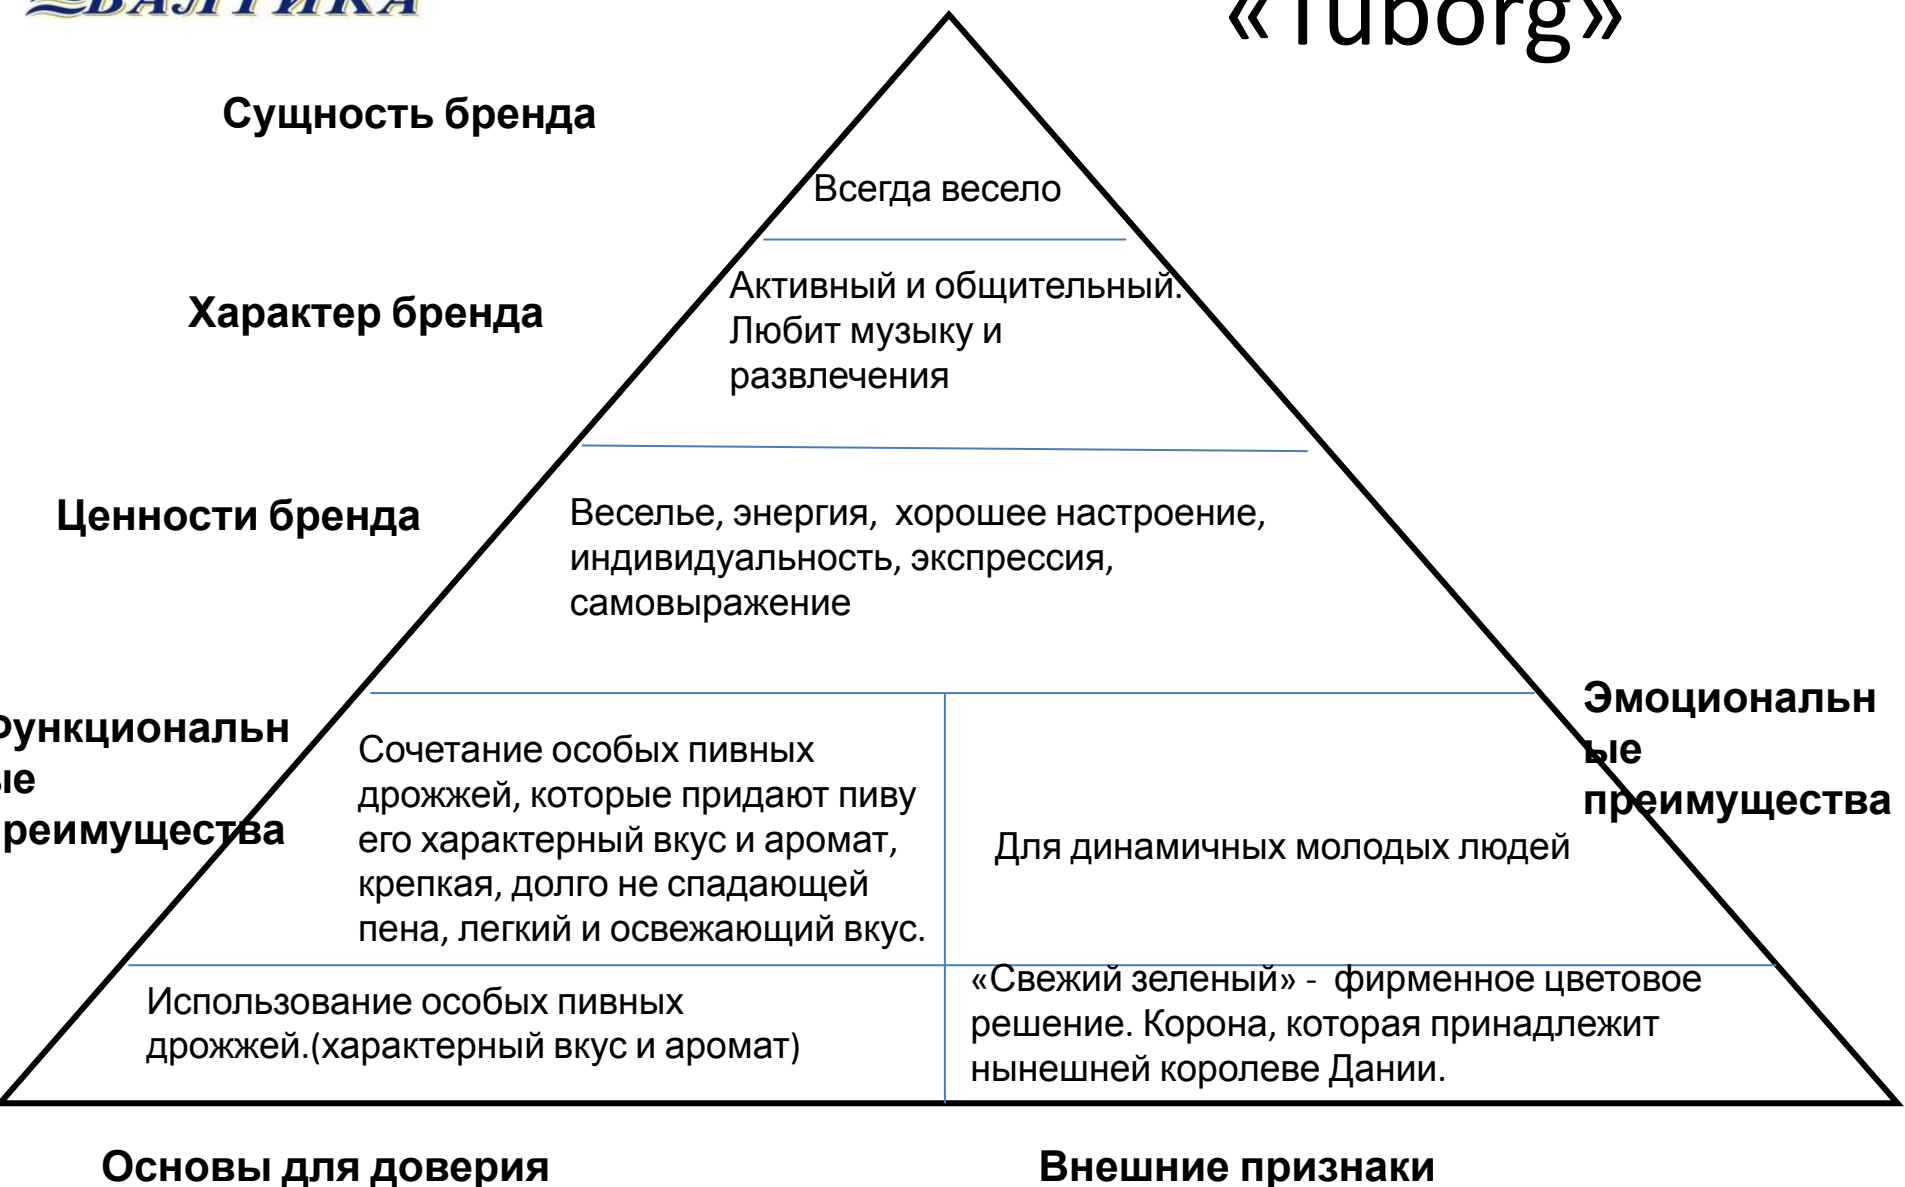 БАЛТИКА
«Tuborg»
Сущность бренда
Всегда весело
Характер бренда
Активный и общительный.
Любит музыку и
развлечения
Ценности бренда
Веселье, энергия,  хорошее настроение,
индивидуальность, экспрессия,
самовыражение
Функциональн
ые
преимущества
Сочетание особых пивных
дрожжей, которые придают пиву
его характерный вкус и аромат,
крепкая, долго не спадающей
пена, легкий и освежающий вкус.
Эмоциональн
ые
преимущества
Для динамичных молодых людей
Использование особых пивных
дрожжей.(характерный вкус и аромат)
«Свежий зеленый» -  фирменное цветовое
решение. Корона, которая принадлежит
нынешней королеве Дании.
Основы для доверия
Внешние признаки